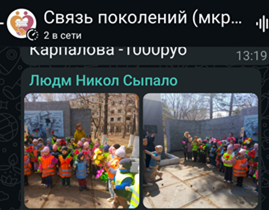 Связь поколений (мкр...
2 в сети
Карпалова -1000руб
13:19
Людм Никол Сыпало